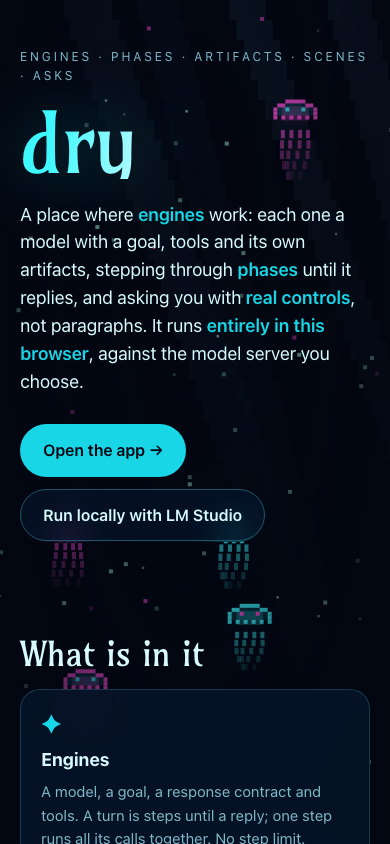 ENGINES · PHASES · ARTIFACTS · SCENES
· ASKS
dry
A place where engines work: each one a
model with a goal, tools and its own
artifacts, stepping through phases until it
replies, and asking you with real controls,
not paragraphs. It runs entirely in this
browser, against the model server you
choose.
Open the app →
Run locally with LM Studio
What is in it
Engines
A model, a goal, a response contract and
tools. A turn is steps until a reply; one step
runs all its calls together. No step limit.